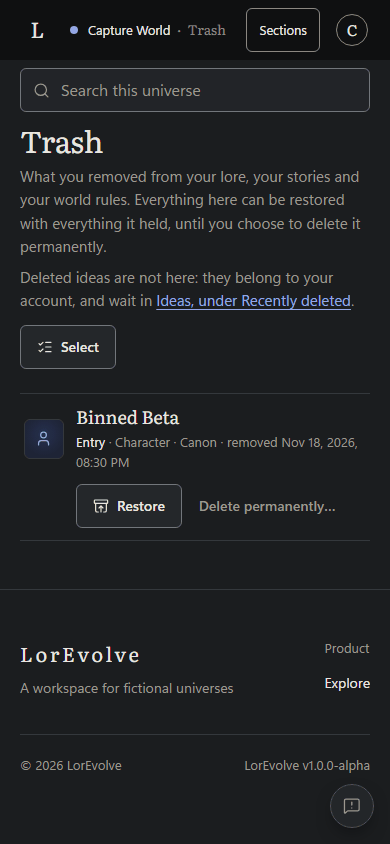 L
Capture World · Trash
Sections
C
Search this universe
Trash
What you removed from your lore, your stories and
your world rules. Everything here can be restored
with everything it held, until you choose to delete it
permanently.
Deleted ideas are not here: they belong to your
account, and wait in Ideas, under Recently deleted.
Select
Binned Beta
Entry · Character · Canon · removed Nov 18, 2026,
08:30 PM
Restore
Delete permanently...
LorEvolve
A workspace for fictional universes
Product
Explore
© 2026 LorEvolve
LorEvolve v1.0.0-alpha